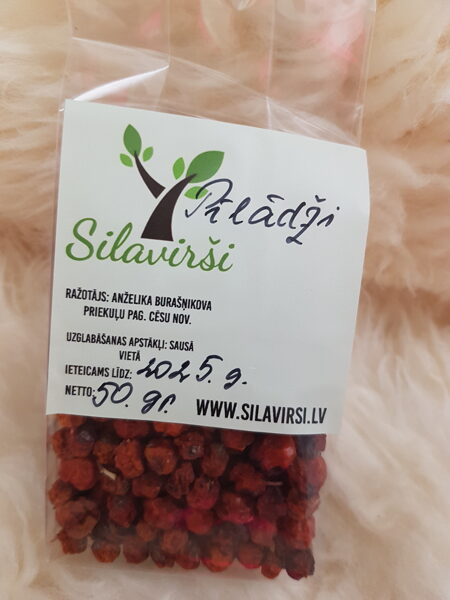 Pīlādži
Silavirši
RAŽOTĀJS: ANŽELIKA BURAŠŅIKOVA
PRIEKUĻU PAG. CĒSU NOV.
UZGLABĀŠANAS APSTĀKĻI: SAUSĀ
VIETĀ
IETEICAMS LĪDZ: 2025. g.
NETTO: 50. gr.
WWW.SILAVIRSI.LV